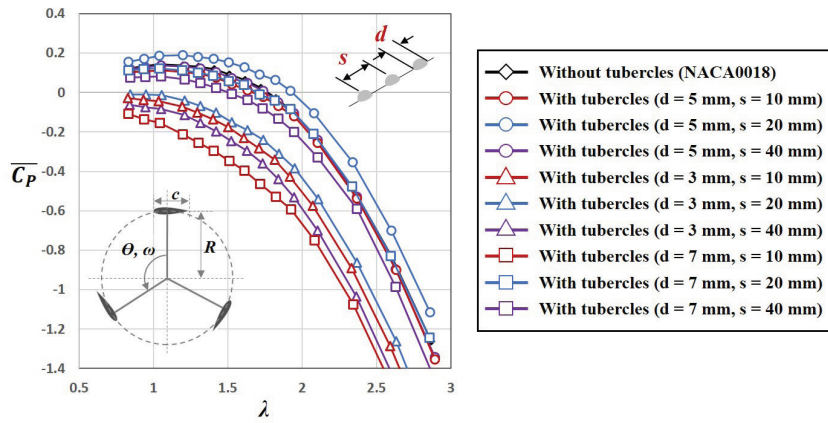 0.4
0.2
0
-0.2
-0.4
-0.6
-0.8
-1
-1.2
-1.4
C_P
0.5 1 1.5 2 2.5 3
λ
d
s
c
R
Θ, ω
Without tubercles (NACA0018)
With tubercles (d = 5 mm, s = 10 mm)
With tubercles (d = 5 mm, s = 20 mm)
With tubercles (d = 5 mm, s = 40 mm)
With tubercles (d = 3 mm, s = 10 mm)
With tubercles (d = 3 mm, s = 20 mm)
With tubercles (d = 3 mm, s = 40 mm)
With tubercles (d = 7 mm, s = 10 mm)
With tubercles (d = 7 mm, s = 20 mm)
With tubercles (d = 7 mm, s = 40 mm)